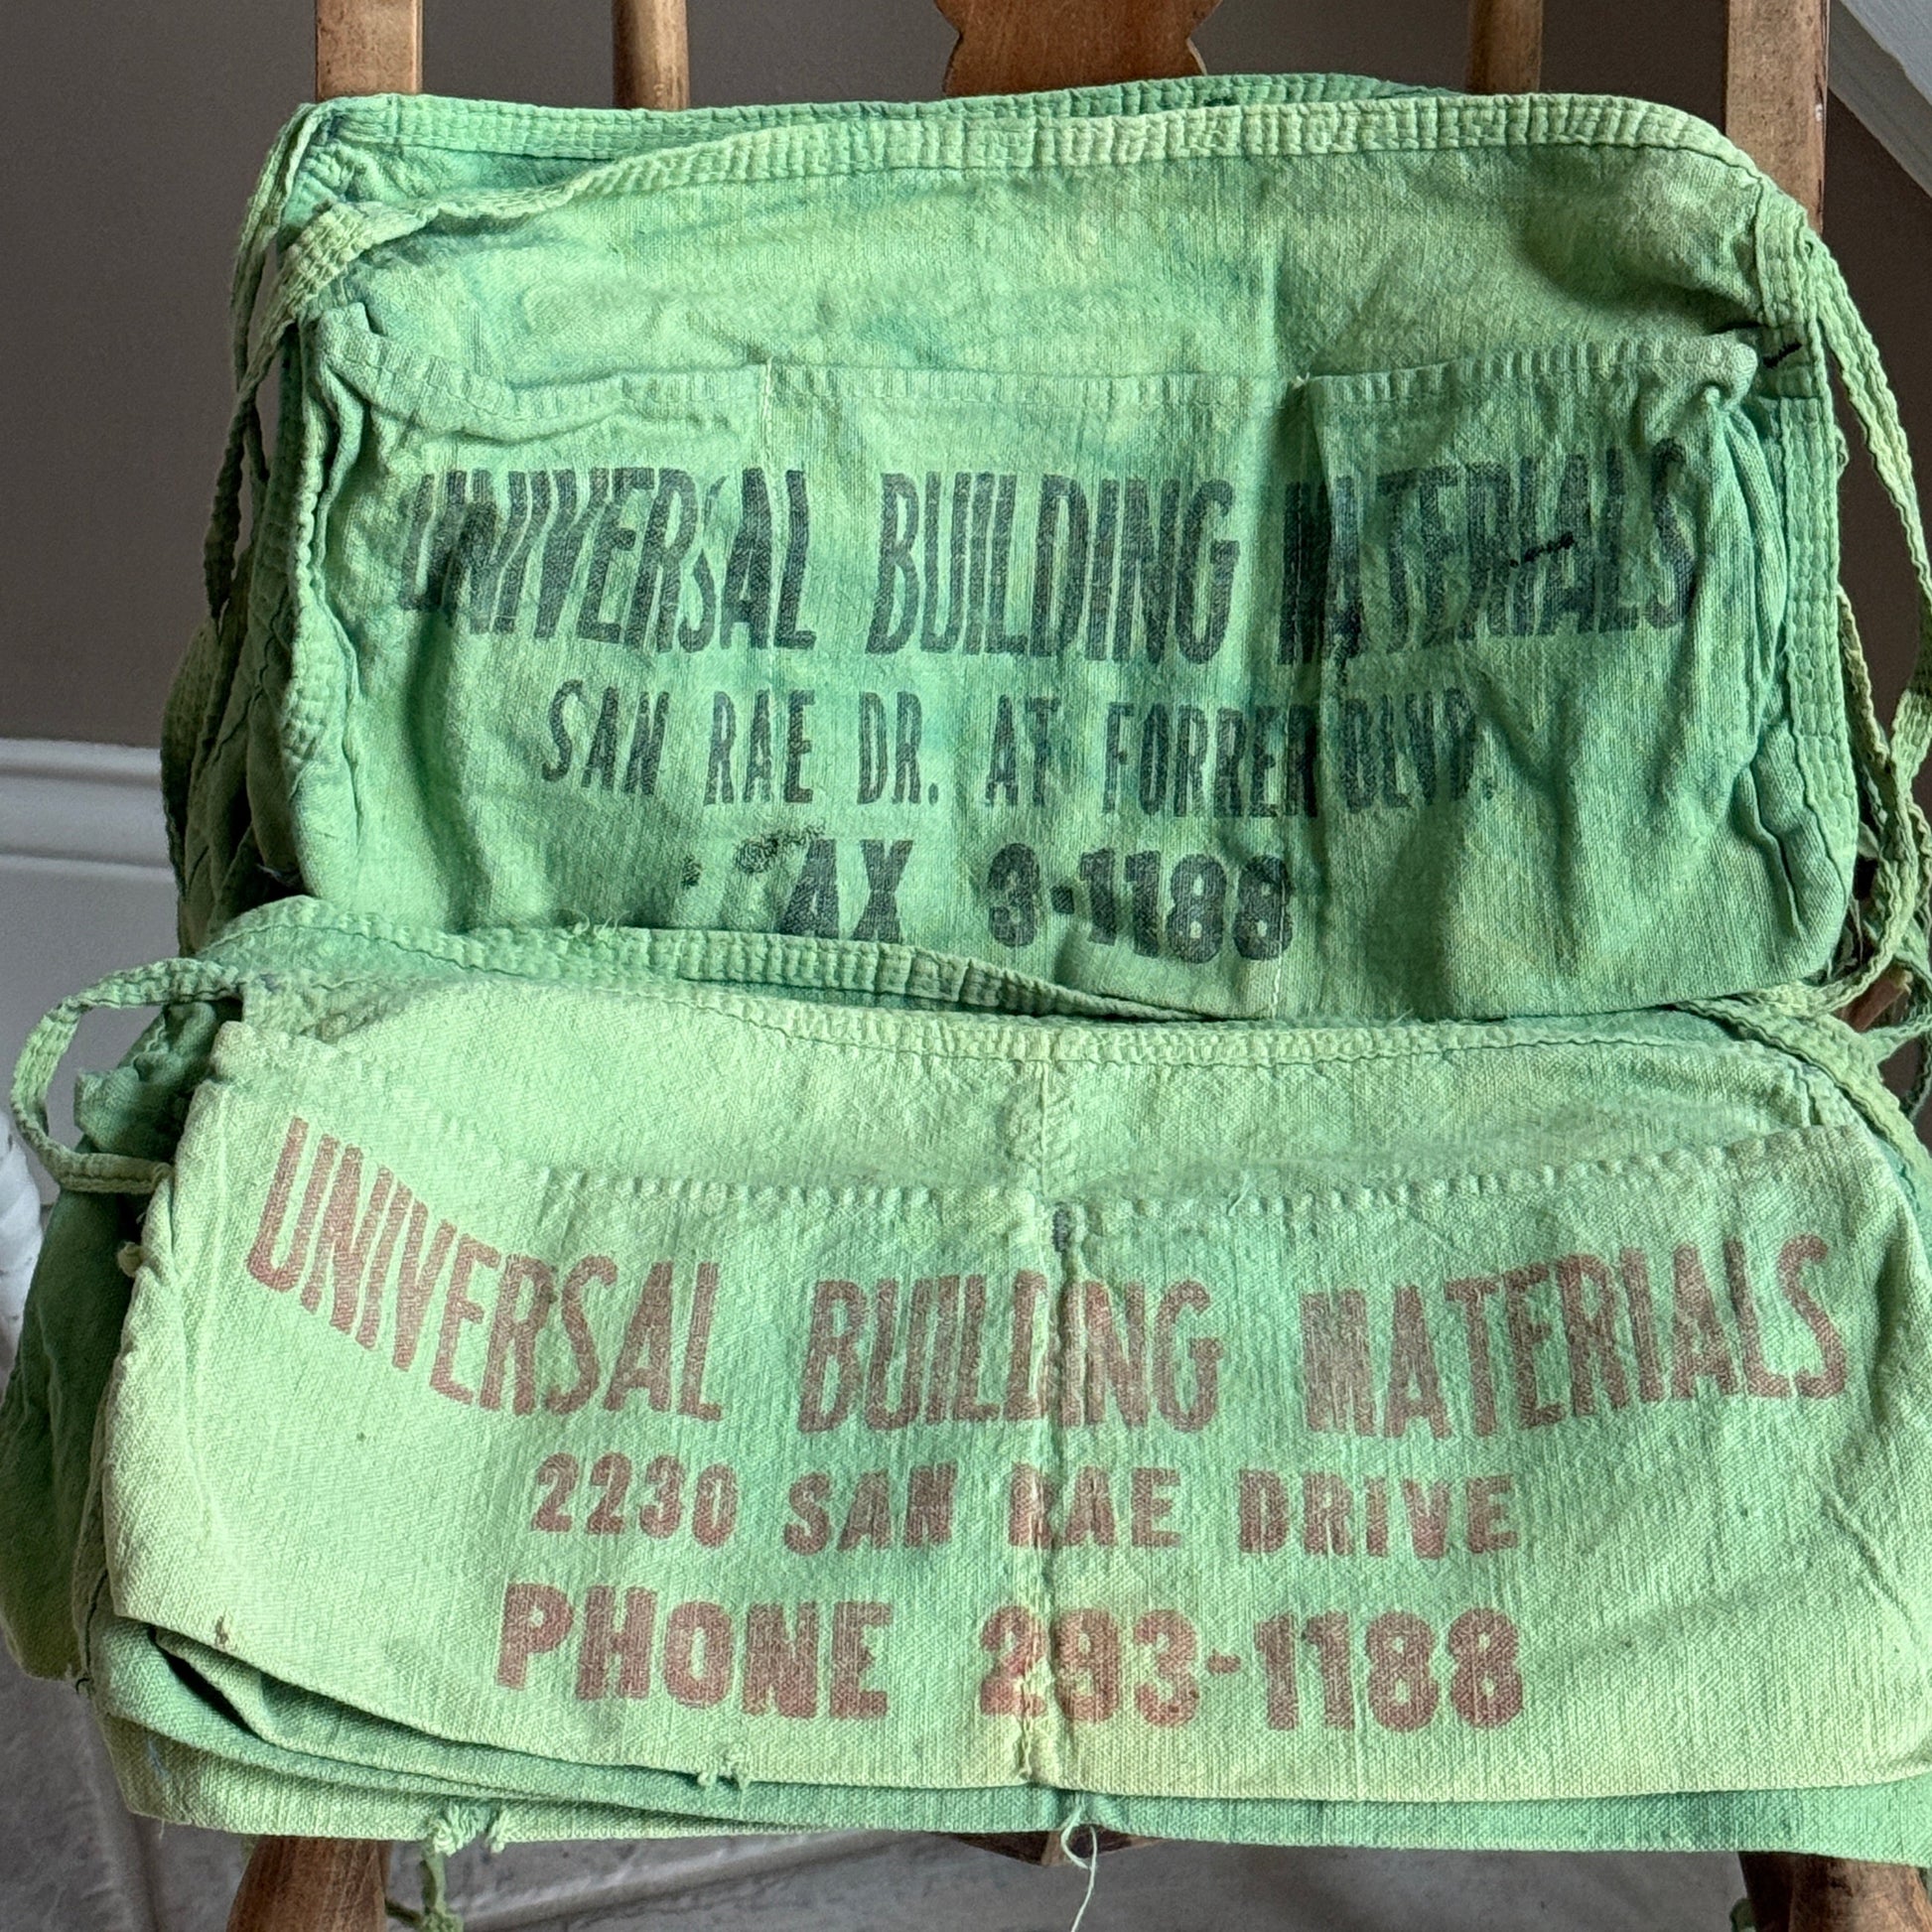 UNIVERSAL BUILDING MATERIALS
SAN RAE DR. AT FORRER BLVD.
AX 3-1188
UNIVERSAL BUILDING MATERIALS
2230 SAN RAE DRIVE
PHONE 293-1188